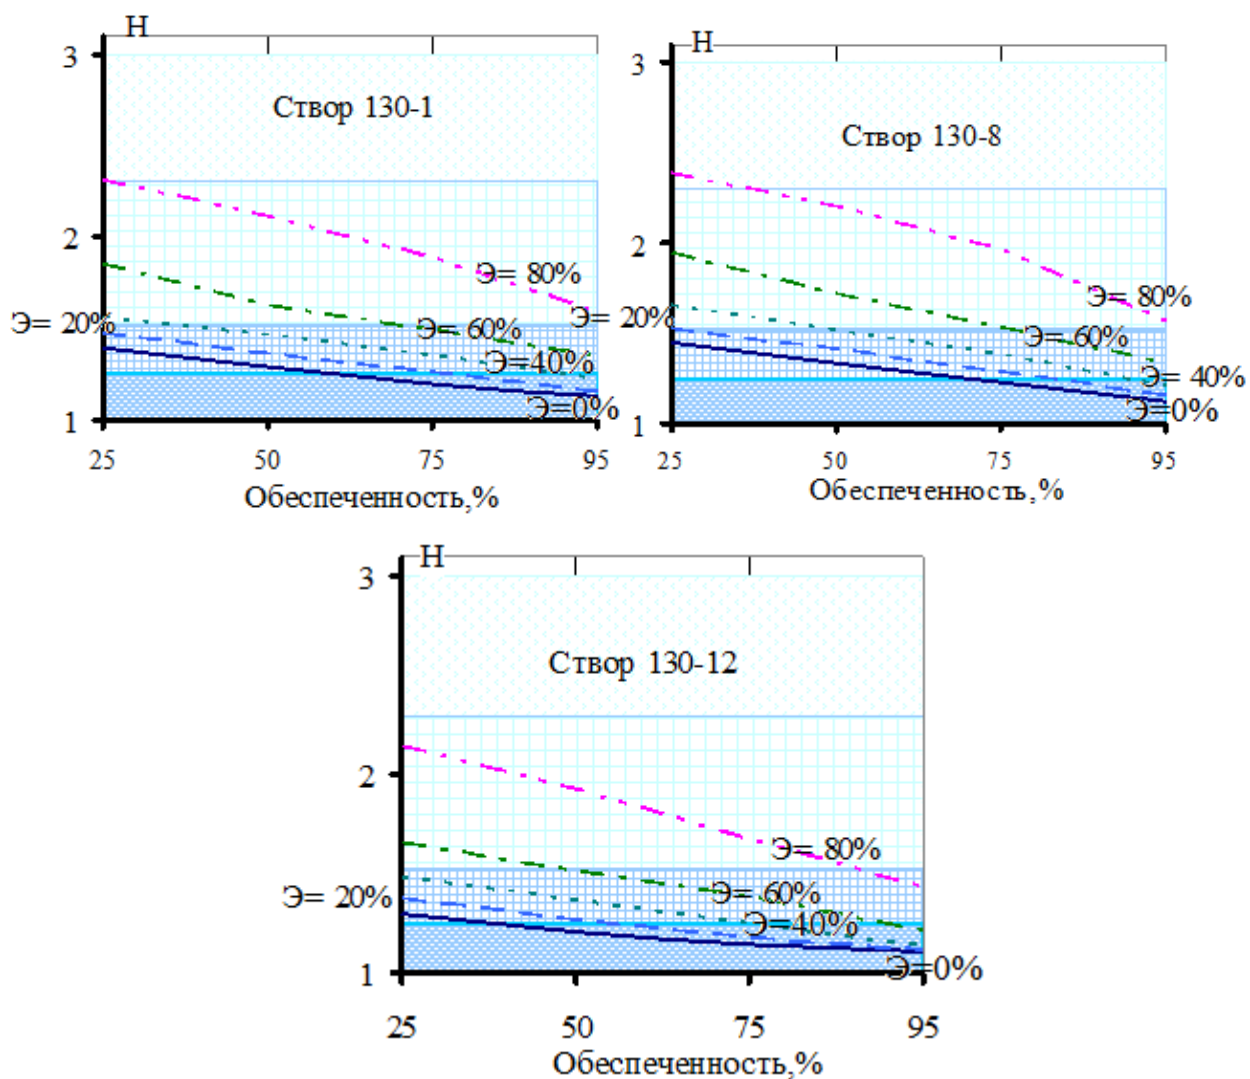 Н
3
Створ 130-1
2
Э= 80%
Э= 20%
Э= 20%
Э= 60%
Э=40%
Э=0%
1
25 50 75 95
Обеспеченность,%
Н
3
Створ 130-8
2
Э= 80%
Э= 60%
Э= 40%
Э=0%
1
25 50 75 95
Обеспеченность,%
Н
3
Створ 130-12
2
Э= 80%
Э= 20%
Э= 60%
Э=40%
Э=0%
1
25 50 75 95
Обеспеченность,%